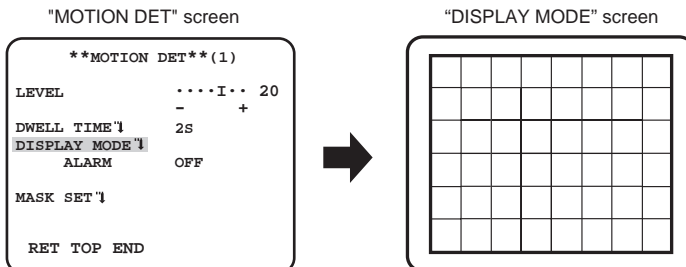 "MOTION DET" screen
“DISPLAY MODE” screen
**MOTION DET**(1)
LEVEL ····I·· 20
- +
DWELL TIME 2S
DISPLAY MODE
ALARM OFF
MASK SET
RET TOP END